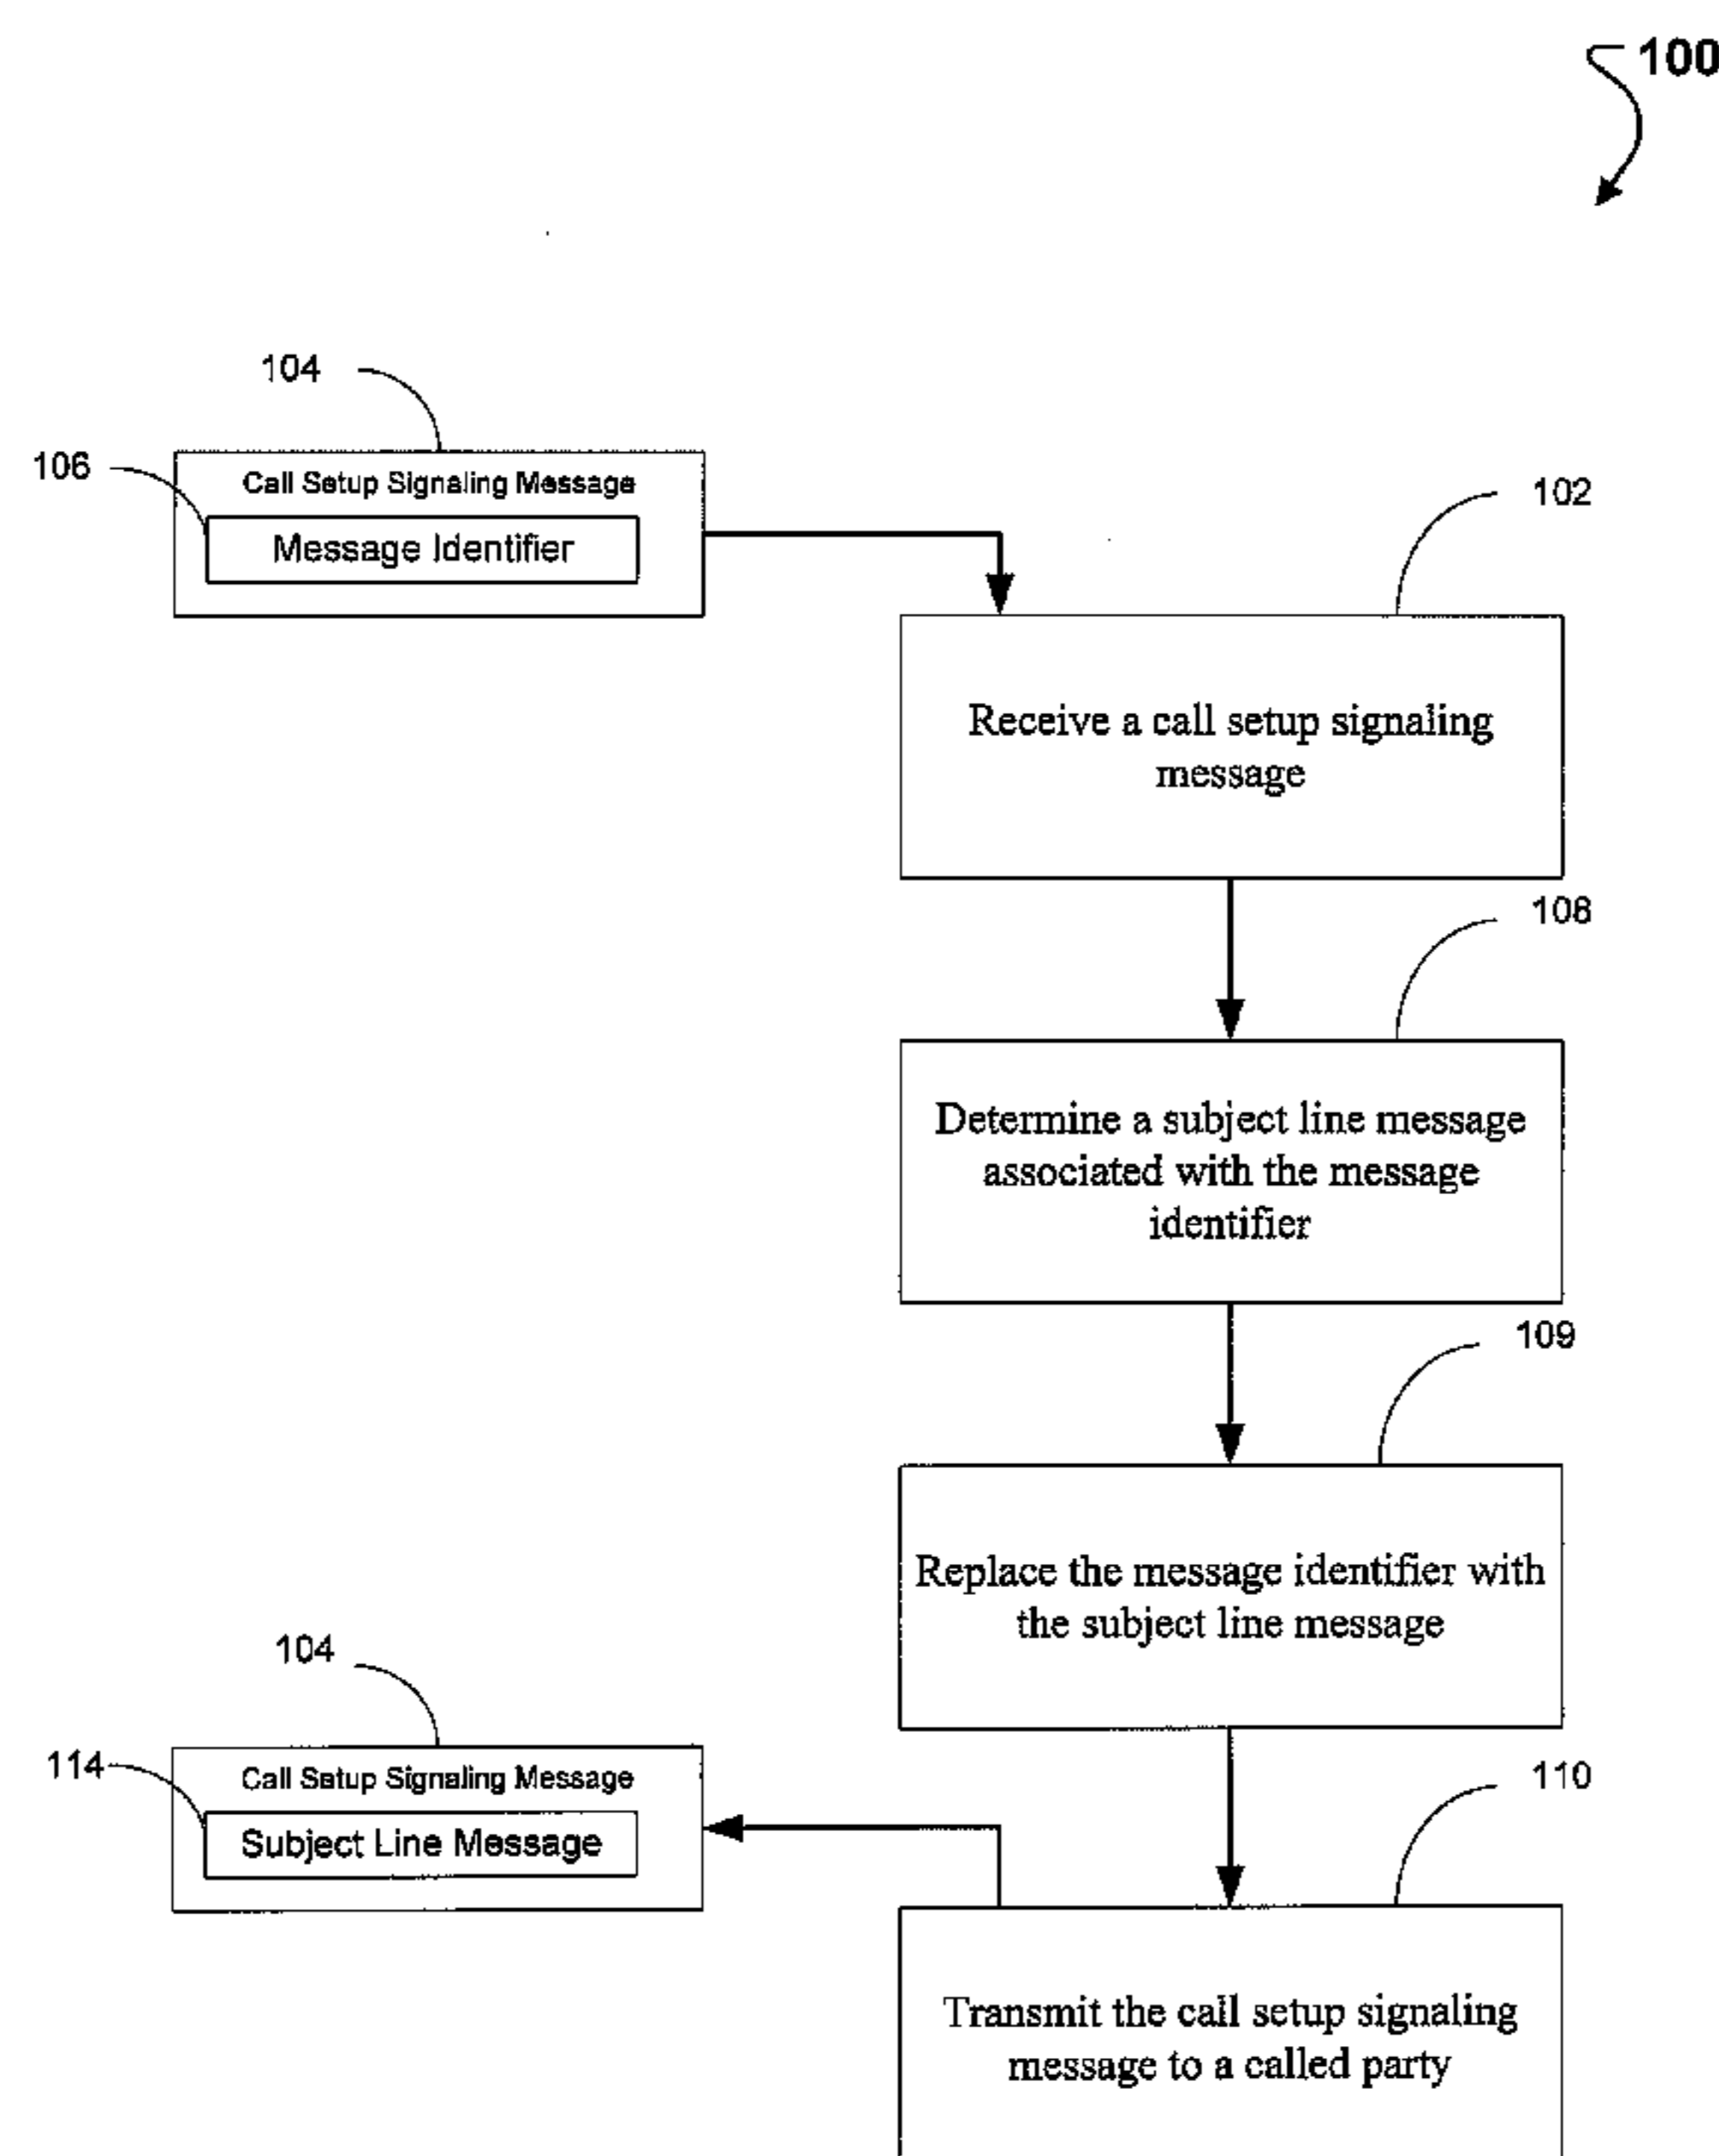 100
104
106
Call Setup Signaling Message
Message Identifier
102
Receive a call setup signaling
message
108
Determine a subject line message
associated with the message
identifier
109
Replace the message identifier with
the subject line message
104
114
Call Setup Signaling Message
Subject Line Message
110
Transmit the call setup signaling
message to a called party